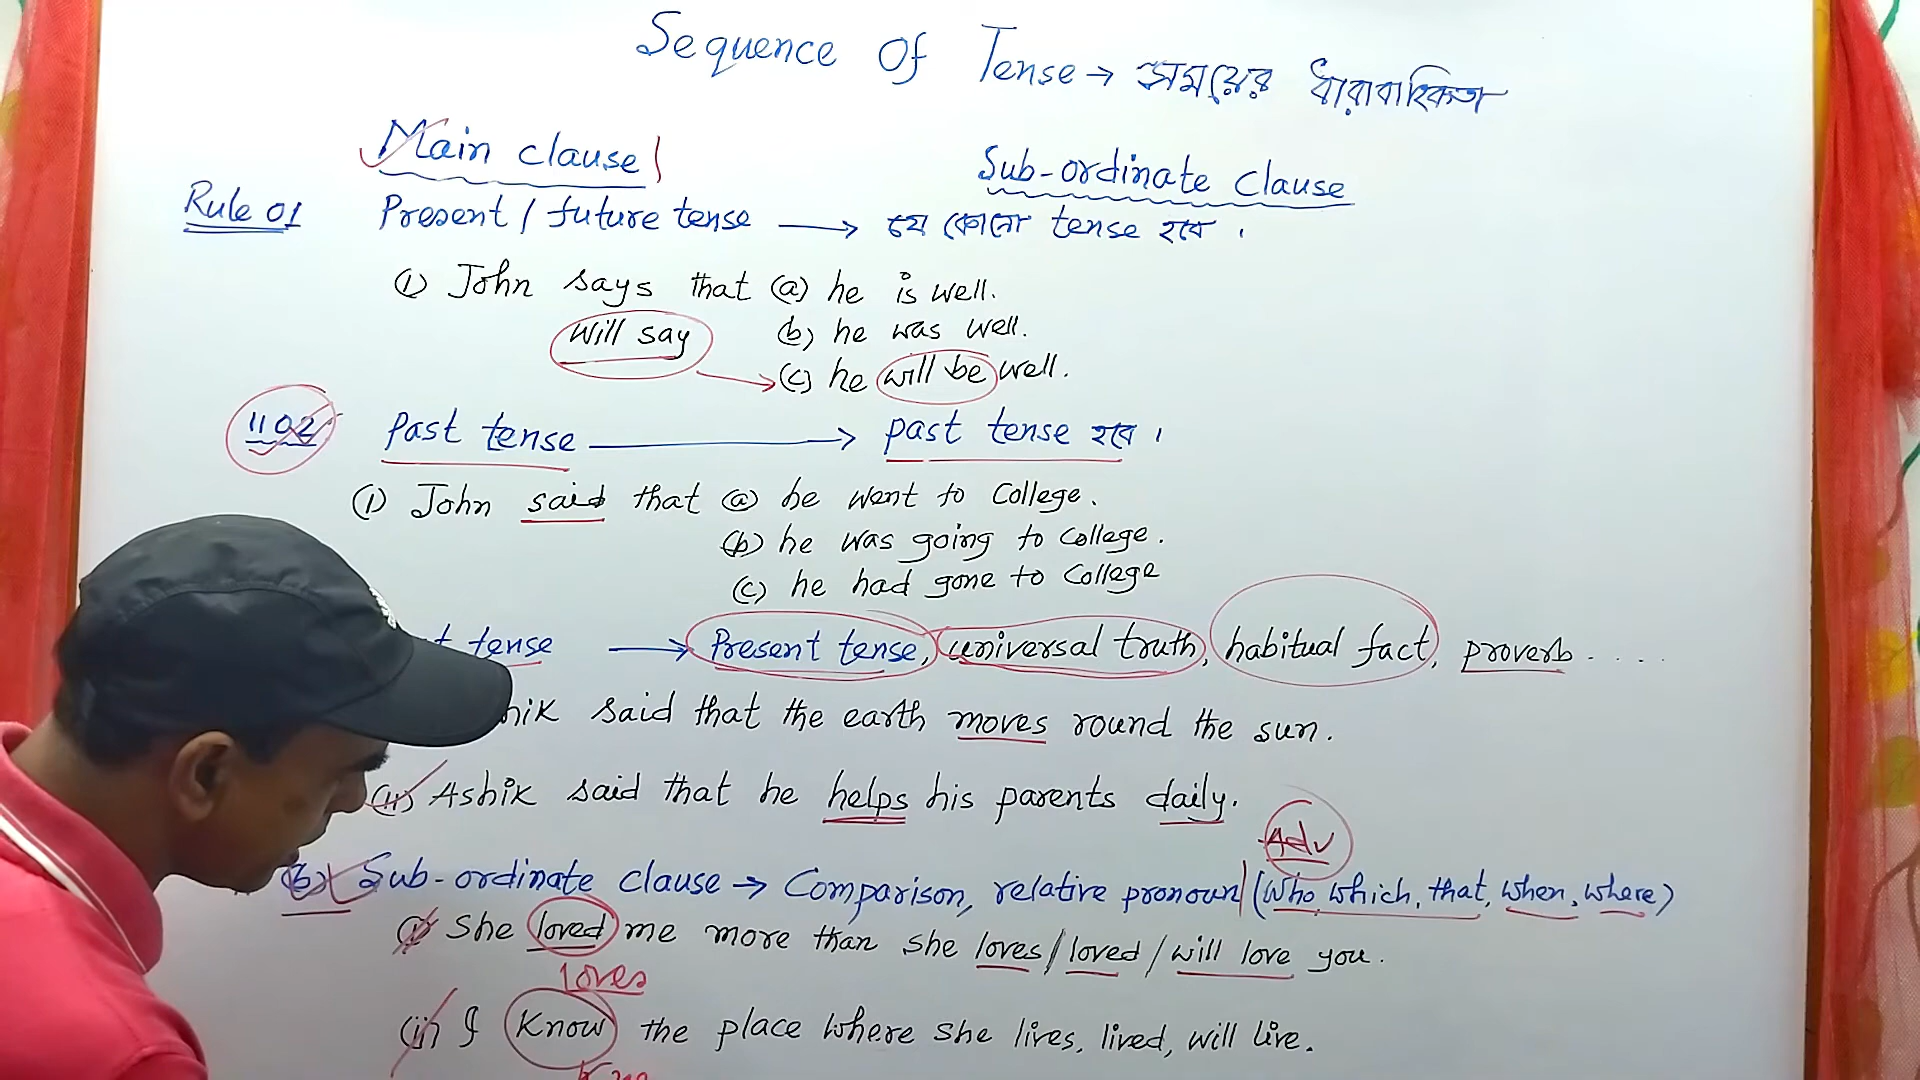 Sequence Of Tense → সময়ের ধারাবাহিকতা
Main clause
Sub-ordinate Clause
Rule 01 Present / future tense → যে কোনো tense হবে।
(i) John says that (a) he is well.
Will say (b) he was well.
(c) he will be well.
"02 Past tense → past tense হবে।
(i) John said that (a) he went to College.
(b) he was going to College.
(c) he had gone to College
t tense → Present tense, universal truth, habitual fact, proverb ....
hik said that the earth moves round the sun.
(ii) Ashik said that he helps his parents daily.
Adv
(b) Sub-ordinate clause → Comparison, relative pronoun (Who, which, that, when, where)
(i) She loved me more than she loves / loved / will love you.
loves
(ii) I Know the place where she lives, lived, will live.